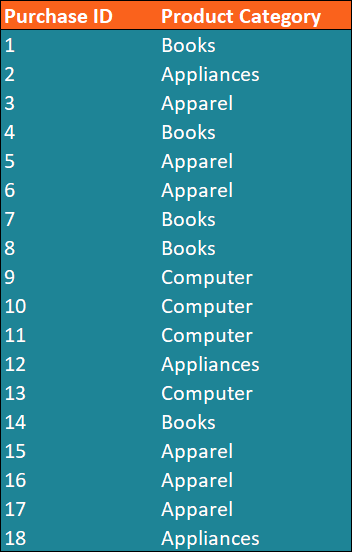 Purchase ID Product Category
1 Books
2 Appliances
3 Apparel
4 Books
5 Apparel
6 Apparel
7 Books
8 Books
9 Computer
10 Computer
11 Computer
12 Appliances
13 Computer
14 Books
15 Apparel
16 Apparel
17 Apparel
18 Appliances